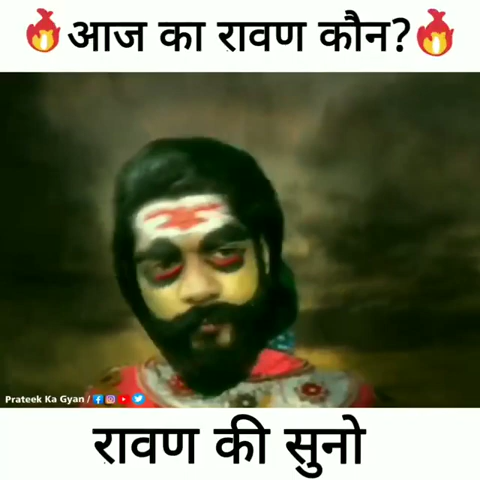 🔥आज का रावण कौन?🔥
Prateek Ka Gyan /
रावण की सुनो